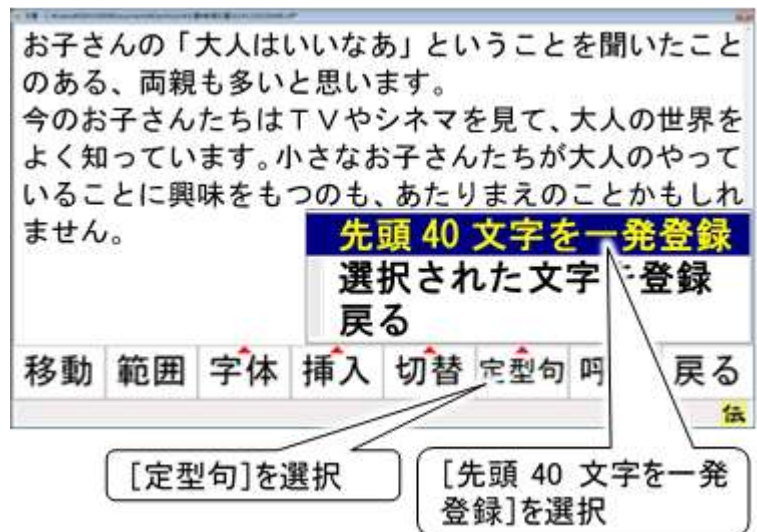 お子さんの「大人はいいなあ」ということを聞いたこと
のある、両親も多いと思います。
今のお子さんたちはＴＶやシネマを見て、大人の世界を
よく知っています。小さなお子さんたちが大人のやって
いることに興味をもつのも、あたりまえのことかもしれ
ません。
先頭 40 文字を一発登録
選択された文字を登録
戻る
移動 範囲 字体 挿入 切替 定型句 戻る
伝
[定型句]を選択
[先頭 40 文字を一発
登録]を選択